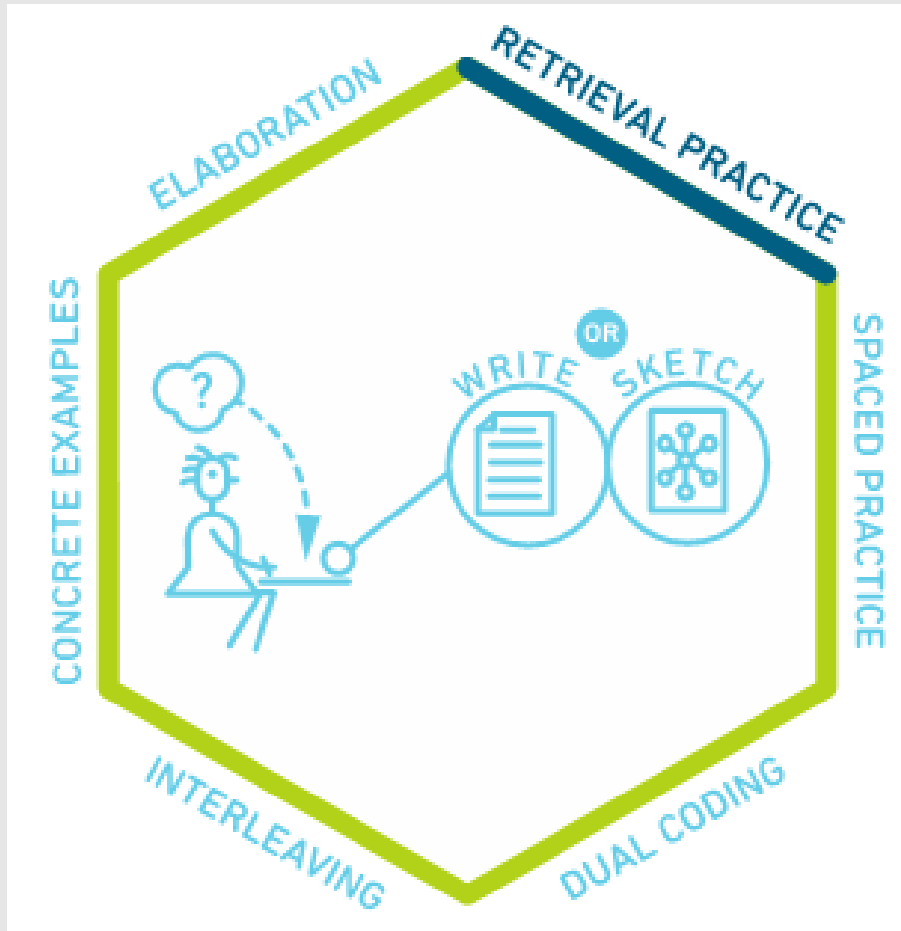 RETRIEVAL PRACTICE
ELABORATION
CONCRETE EXAMPLES
SPACED PRACTICE
OR
WRITE
SKETCH
?
INTERLEAVING
DUAL CODING